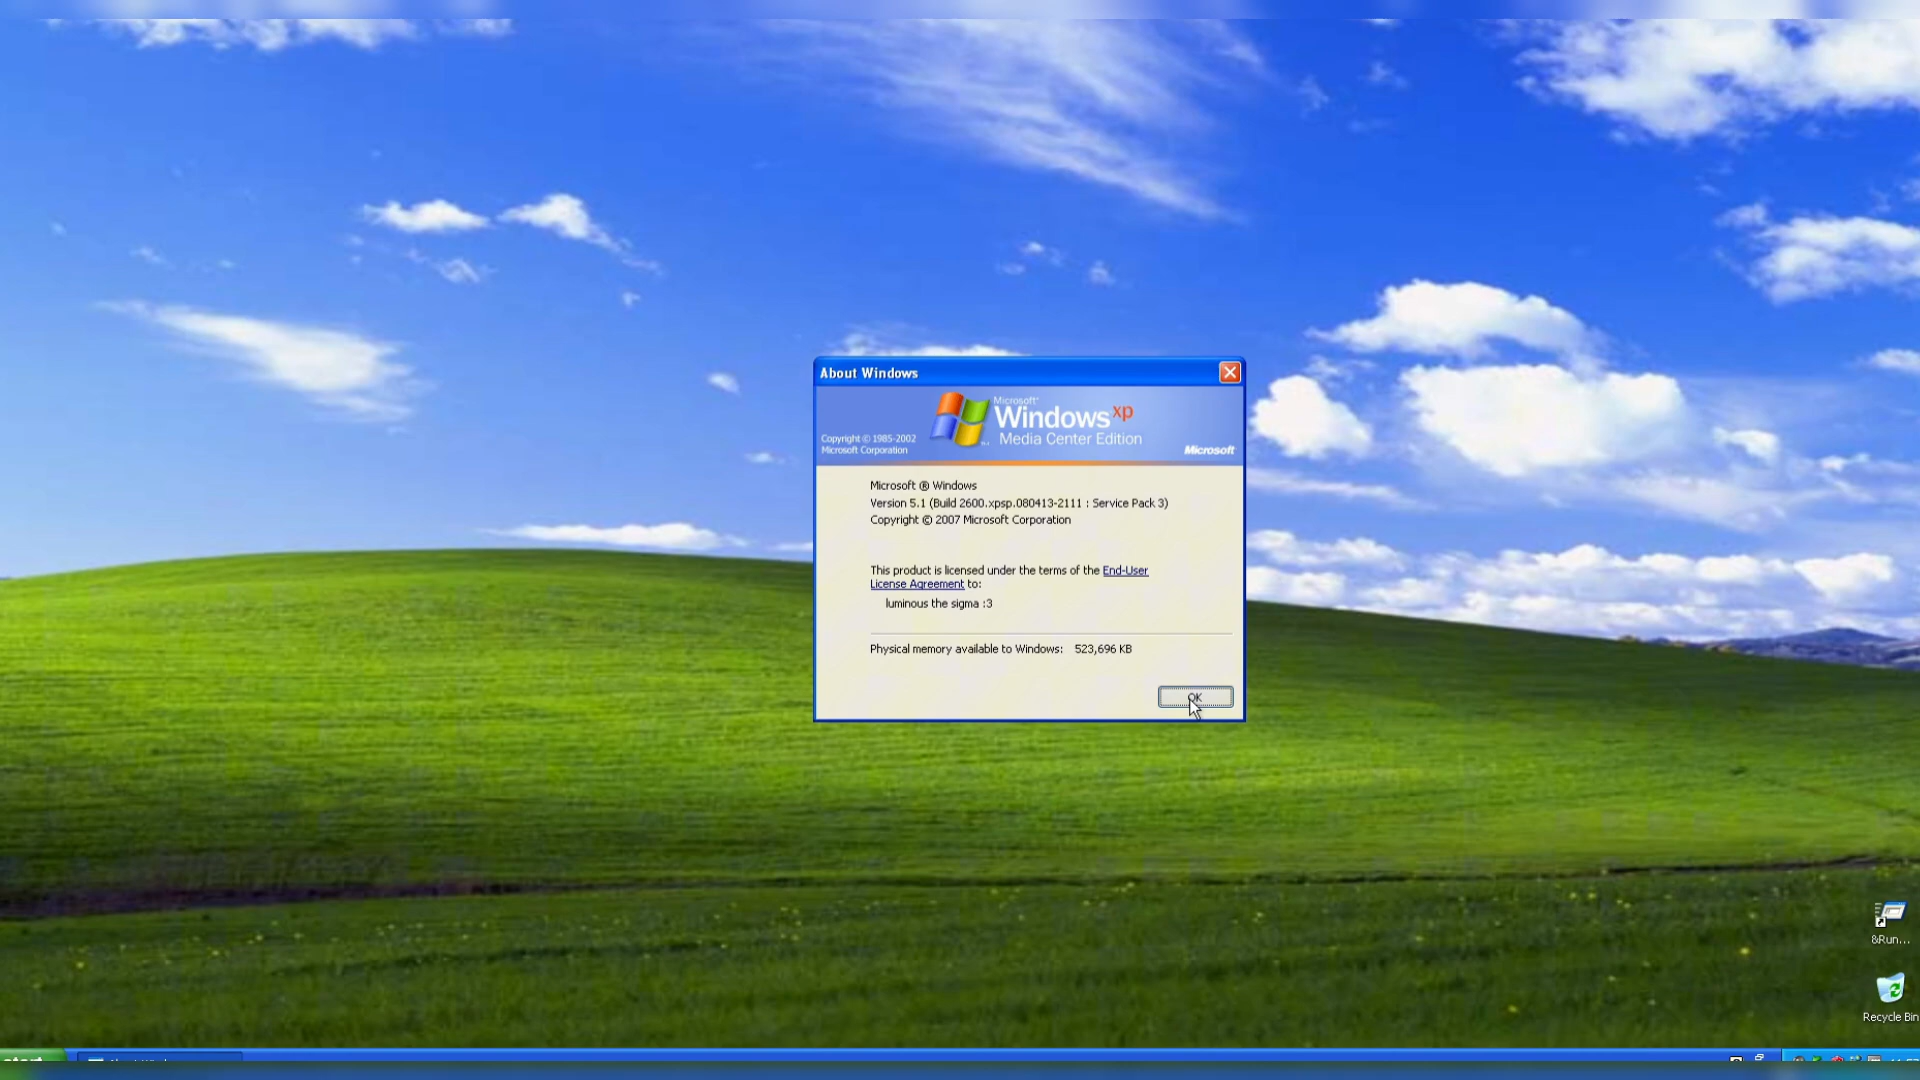 About Windows
Microsoft®
Windows xp
Media Center Edition
Copyright © 1985-2002
Microsoft Corporation
Microsoft
Microsoft ® Windows
Version 5.1 (Build 2600.xpsp.080413-2111 : Service Pack 3)
Copyright © 2007 Microsoft Corporation
This product is licensed under the terms of the End-User
License Agreement to:
luminous the sigma :3
Physical memory available to Windows: 523,696 KB
OK
&Run...
Recycle Bin
start